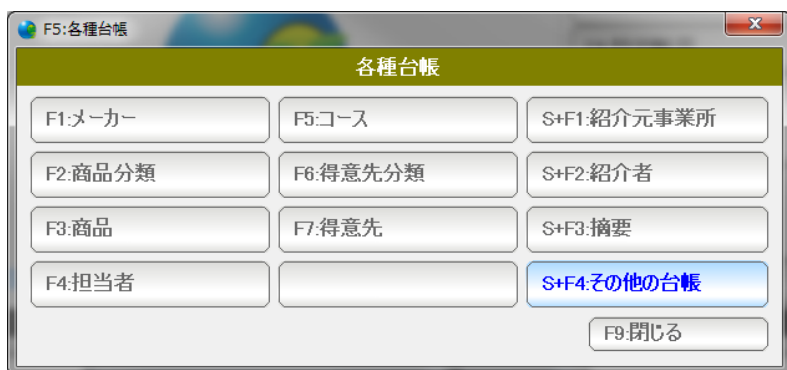 F5:各種台帳
各種台帳
F1:メーカー
F5:コース
S+F1:紹介元事業所
F2:商品分類
F6:得意先分類
S+F2:紹介者
F3:商品
F7:得意先
S+F3:摘要
F4:担当者
S+F4:その他の台帳
F9:閉じる